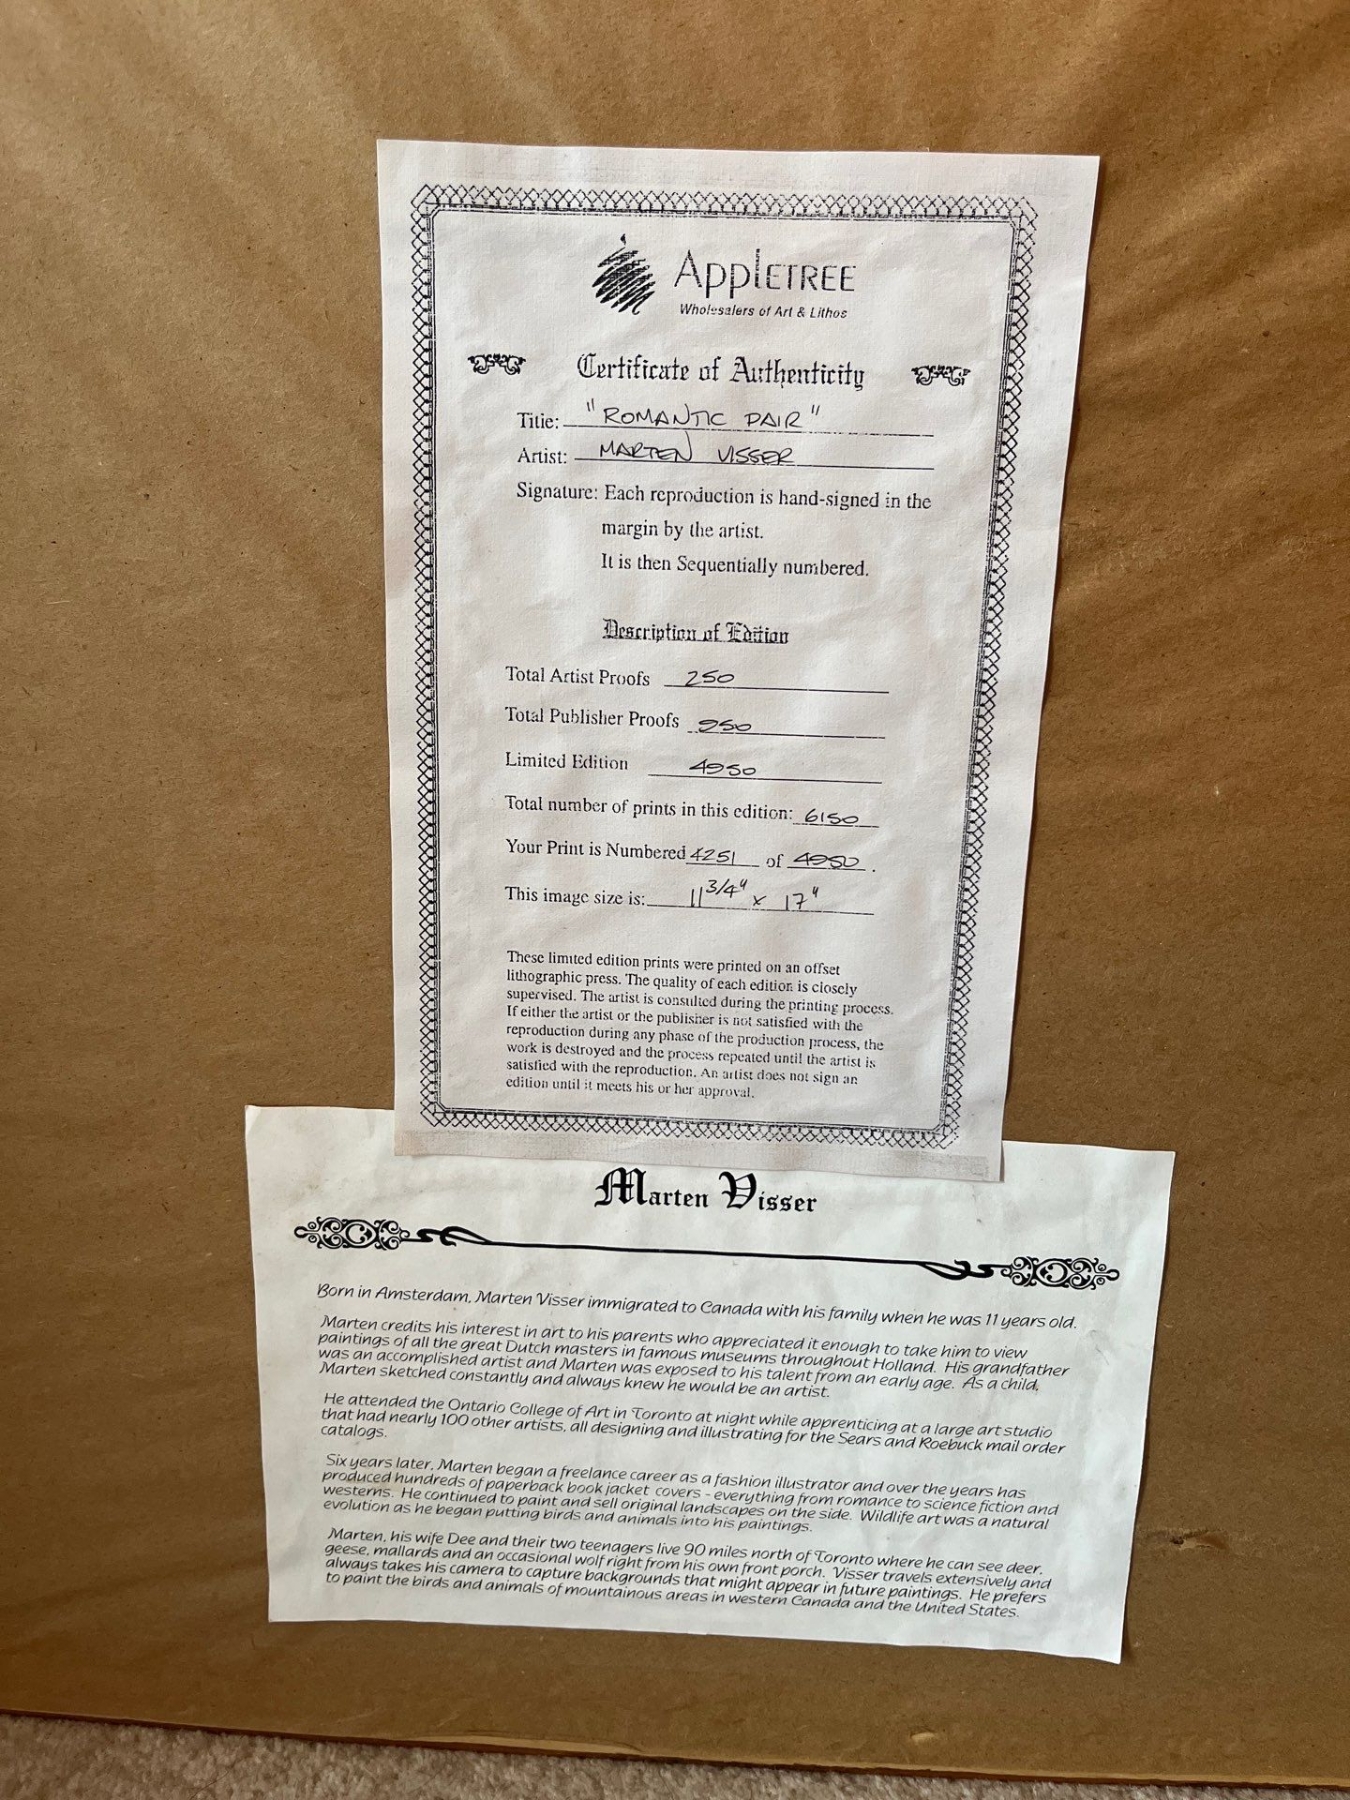 APPLETREE
Wholesalers of Art & Lithos
Certificate of Authenticity
Title: "ROMANTIC PAIR"
Artist: MARTEN VISSER
Signature: Each reproduction is hand-signed in the
margin by the artist.
It is then Sequentially numbered.
Description of Edition
Total Artist Proofs 250
Total Publisher Proofs 950
Limited Edition 4950
Total number of prints in this edition: 6150
Your Print is Numbered 4251 of 4950.
This image size is: 11 3/4" x 17"
These limited edition prints were printed on an offset
lithographic press. The quality of each edition is closely
supervised. The artist is consulted during the printing process.
If either the artist or the publisher is not satisfied with the
reproduction during any phase of the production process, the
work is destroyed and the process repeated until the artist is
satisfied with the reproduction. An artist does not sign an
edition until it meets his or her approval.
Marten Visser
Born in Amsterdam, Marten Visser immigrated to Canada with his family when he was 11 years old.
Marten credits his interest in art to his parents who appreciated it enough to take him to view
paintings of all the great Dutch masters in famous museums throughout Holland. His grandfather
was an accomplished artist and Marten was exposed to his talent from an early age. As a child,
Marten sketched constantly and always knew he would be an artist.
He attended the Ontario College of Art in Toronto at night while apprenticing at a large art studio
that had nearly 100 other artists, all designing and illustrating for the Sears and Roebuck mail order
catalogs.
Six years later, Marten began a freelance career as a fashion illustrator and over the years has
produced hundreds of paperback book jacket covers - everything from romance to science fiction and
westerns. He continued to paint and sell original landscapes on the side. Wildlife art was a natural
evolution as he began putting birds and animals into his paintings.
Marten, his wife Dee and their two teenagers live 90 miles north of Toronto where he can see deer,
geese, mallards and an occasional wolf right from his own front porch. Visser travels extensively and
always takes his camera to capture backgrounds that might appear in future paintings. He prefers
to paint the birds and animals of mountainous areas in western Canada and the United States.